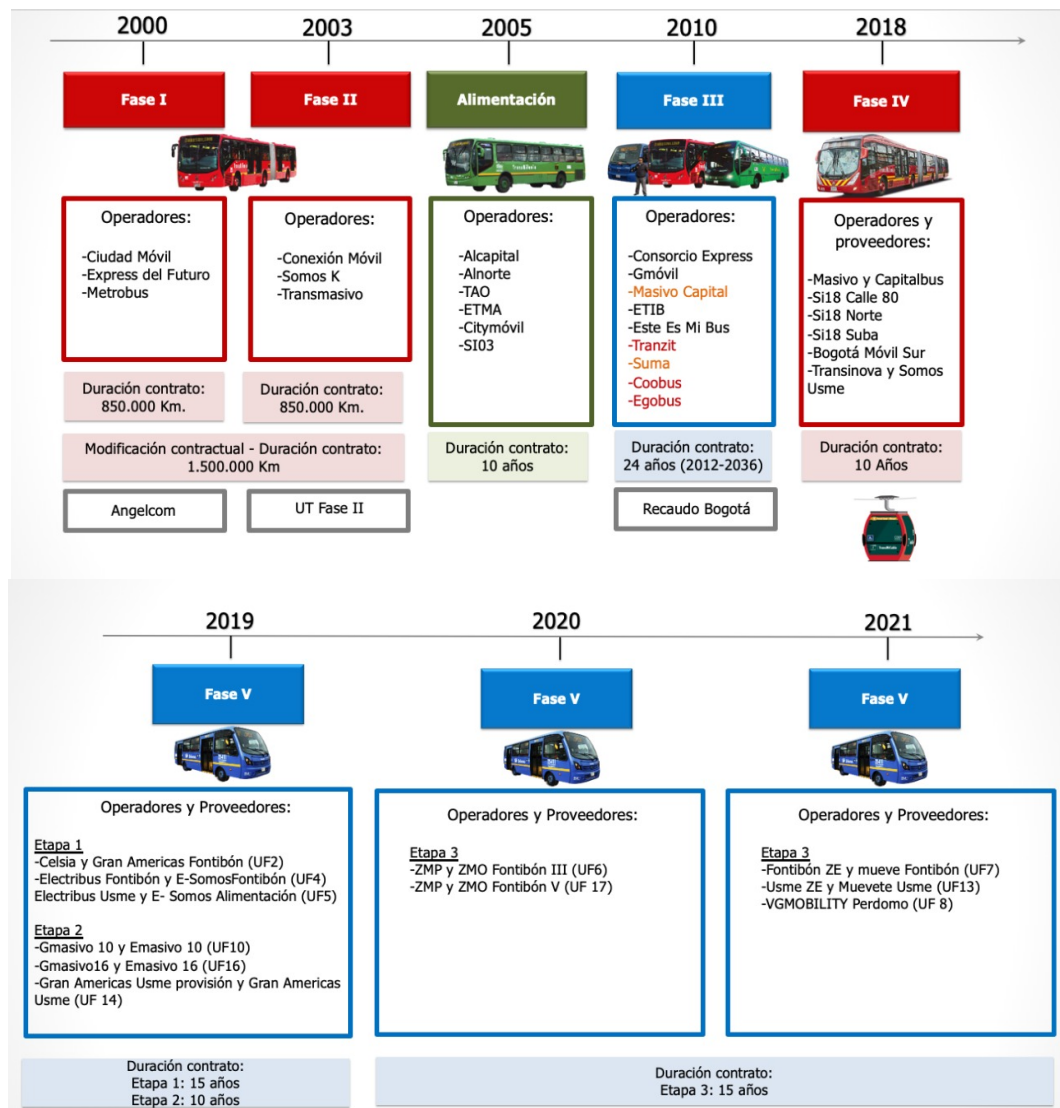 2000
2003
2005
2010
2018
Fase I
Fase II
Alimentación
Fase III
Fase IV
Operadores:
-Ciudad Móvil
-Express del Futuro
-Metrobus
Operadores:
-Conexión Móvil
-Somos K
-Transmasivo
Operadores:
-Alcapital
-Alnorte
-TAO
-ETMA
-Citymóvil
-SI03
Operadores:
-Consorcio Express
-Gmóvil
-Masivo Capital
-ETIB
-Este Es Mi Bus
-Tranzit
-Suma
-Coobus
-Egobus
Operadores y
proveedores:
-Masivo y Capitalbus
-Si18 Calle 80
-Si18 Norte
-Si18 Suba
-Bogotá Móvil Sur
-Transinova y Somos
Usme
Duración contrato:
850.000 Km.
Duración contrato:
850.000 Km.
Modificación contractual - Duración contrato:
1.500.000 Km
Duración contrato:
10 años
Duración contrato:
24 años (2012-2036)
Duración contrato:
10 Años
Angelcom
UT Fase II
Recaudo Bogotá
2019
2020
2021
Fase V
Fase V
Fase V
Operadores y Proveedores:
Etapa 1
-Celsia y Gran Americas Fontibón (UF2)
-Electribus Fontibón y E-SomosFontibón (UF4)
Electribus Usme y E- Somos Alimentación (UF5)
Etapa 2
-Gmasivo 10 y Emasivo 10 (UF10)
-Gmasivo16 y Emasivo 16 (UF16)
-Gran Americas Usme provisión y Gran Americas
Usme (UF 14)
Operadores y Proveedores:
Etapa 3
-ZMP y ZMO Fontibón III (UF6)
-ZMP y ZMO Fontibón V (UF 17)
Operadores y Proveedores:
Etapa 3
-Fontibón ZE y mueve Fontibón (UF7)
-Usme ZE y Muevete Usme (UF13)
-VGMOBILITY Perdomo (UF 8)
Duración contrato:
Etapa 1: 15 años
Etapa 2: 10 años
Duración contrato:
Etapa 3: 15 años